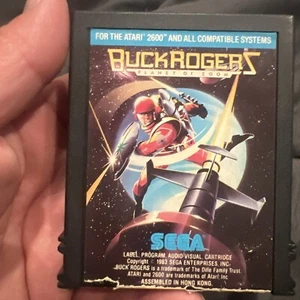 FOR THE ATARI® 2600™ AND ALL COMPATIBLE SYSTEMS
BUCK ROGERS™
PLANET OF ZOOM
SEGA
LABEL, PROGRAM, AUDIO VISUAL, CARTRIDGE
Copyright © 1983 SEGA ENTERPRISES, INC.
BUCK ROGERS is a trademark of The Dille Family Trust.
ATARI and 2600 are trademarks of Atari Inc.
ASSEMBLED IN HONG KONG.